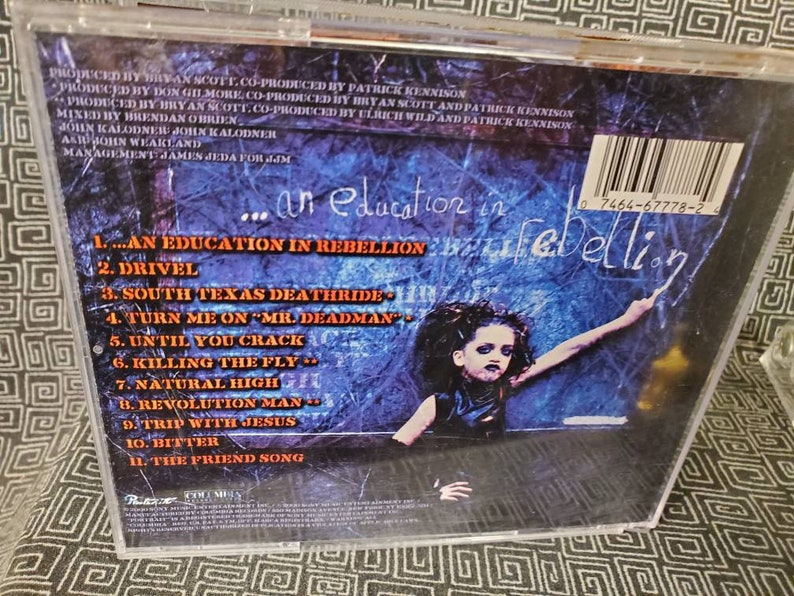 PRODUCED BY BRYAN SCOTT, CO-PRODUCED BY PATRICK KENNISON
* PRODUCED BY DON GILMORE, CO-PRODUCED BY BRYAN SCOTT AND PATRICK KENNISON
** PRODUCED BY BRYAN SCOTT, CO-PRODUCED BY ULRICH WILD AND PATRICK KENNISON
MIXED BY BRENDAN O'BRIEN
JOHN KALODNER: JOHN KALODNER
A&R: JOHN WEAKLAND
MANAGEMENT: JAMES JEDA FOR JJM
0 7464-67778-2 4
... an education in
rebellion
1. ...AN EDUCATION IN REBELLION
2. DRIVEL
3. SOUTH TEXAS DEATHRIDE *
4. TURN ME ON "MR. DEADMAN" *
5. UNTIL YOU CRACK
6. KILLING THE FLY **
7. NATURAL HIGH
8. REVOLUTION MAN **
9. TRIP WITH JESUS
10. BITTER
11. THE FRIEND SONG
Portrait
COLUMBIA